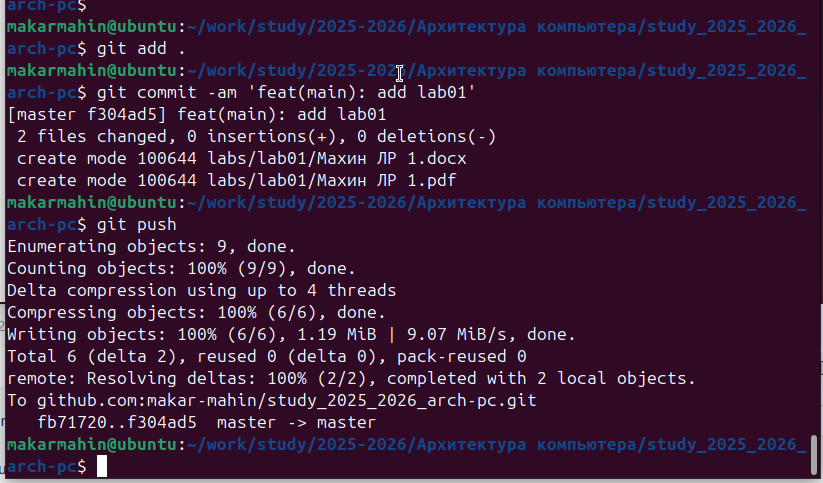 arch-pc$
makarmahin@ubuntu:~/work/study/2025-2026/Архитектура компьютера/study_2025_2026_
arch-pc$ git add .
makarmahin@ubuntu:~/work/study/2025-2026/Архитектура компьютера/study_2025_2026_
arch-pc$ git commit -am 'feat(main): add lab01'
[master f304ad5] feat(main): add lab01
 2 files changed, 0 insertions(+), 0 deletions(-)
 create mode 100644 labs/lab01/Махин ЛР 1.docx
 create mode 100644 labs/lab01/Махин ЛР 1.pdf
makarmahin@ubuntu:~/work/study/2025-2026/Архитектура компьютера/study_2025_2026_
arch-pc$ git push
Enumerating objects: 9, done.
Counting objects: 100% (9/9), done.
Delta compression using up to 4 threads
Compressing objects: 100% (6/6), done.
Writing objects: 100% (6/6), 1.19 MiB | 9.07 MiB/s, done.
Total 6 (delta 2), reused 0 (delta 0), pack-reused 0
remote: Resolving deltas: 100% (2/2), completed with 2 local objects.
To github.com:makar-mahin/study_2025_2026_arch-pc.git
   fb71720..f304ad5  master -> master
makarmahin@ubuntu:~/work/study/2025-2026/Архитектура компьютера/study_2025_2026_
arch-pc$